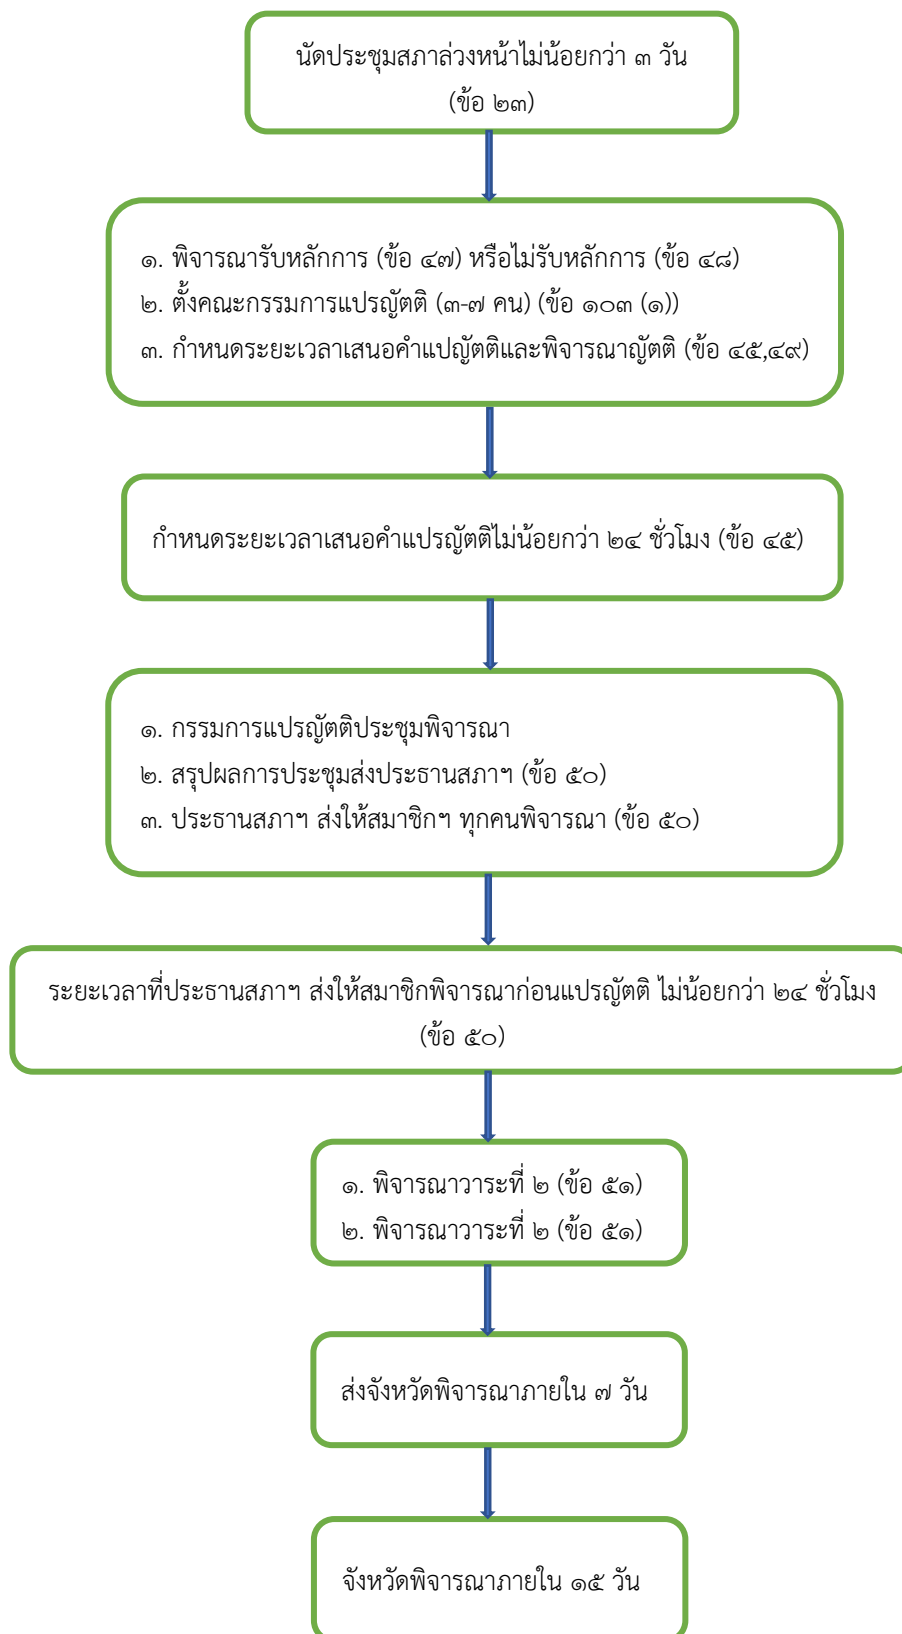 นัดประชุมสภาล่วงหน้าไม่น้อยกว่า ๓ วัน
(ข้อ ๒๓)
๑. พิจารณารับหลักการ (ข้อ ๔๗) หรือไม่รับหลักการ (ข้อ ๔๘)
๒. ตั้งคณะกรรมการแปรญัตติ (๓-๗ คน) (ข้อ ๑๐๓ (๑))
๓. กำหนดระยะเวลาเสนอคำแปญัตติและพิจารณาญัตติ (ข้อ ๔๕,๔๙)
กำหนดระยะเวลาเสนอคำแปรญัตติไม่น้อยกว่า ๒๔ ชั่วโมง (ข้อ ๔๕)
๑. กรรมการแปรญัตติประชุมพิจารณา
๒. สรุปผลการประชุมส่งประธานสภาฯ (ข้อ ๕๐)
๓. ประธานสภาฯ ส่งให้สมาชิกฯ ทุกคนพิจารณา (ข้อ ๕๐)
ระยะเวลาที่ประธานสภาฯ ส่งให้สมาชิกพิจารณาก่อนแปรญัตติ ไม่น้อยกว่า ๒๔ ชั่วโมง
(ข้อ ๕๐)
๑. พิจารณาวาระที่ ๒ (ข้อ ๕๑)
๒. พิจารณาวาระที่ ๒ (ข้อ ๕๑)
ส่งจังหวัดพิจารณาภายใน ๗ วัน
จังหวัดพิจารณาภายใน ๑๕ วัน